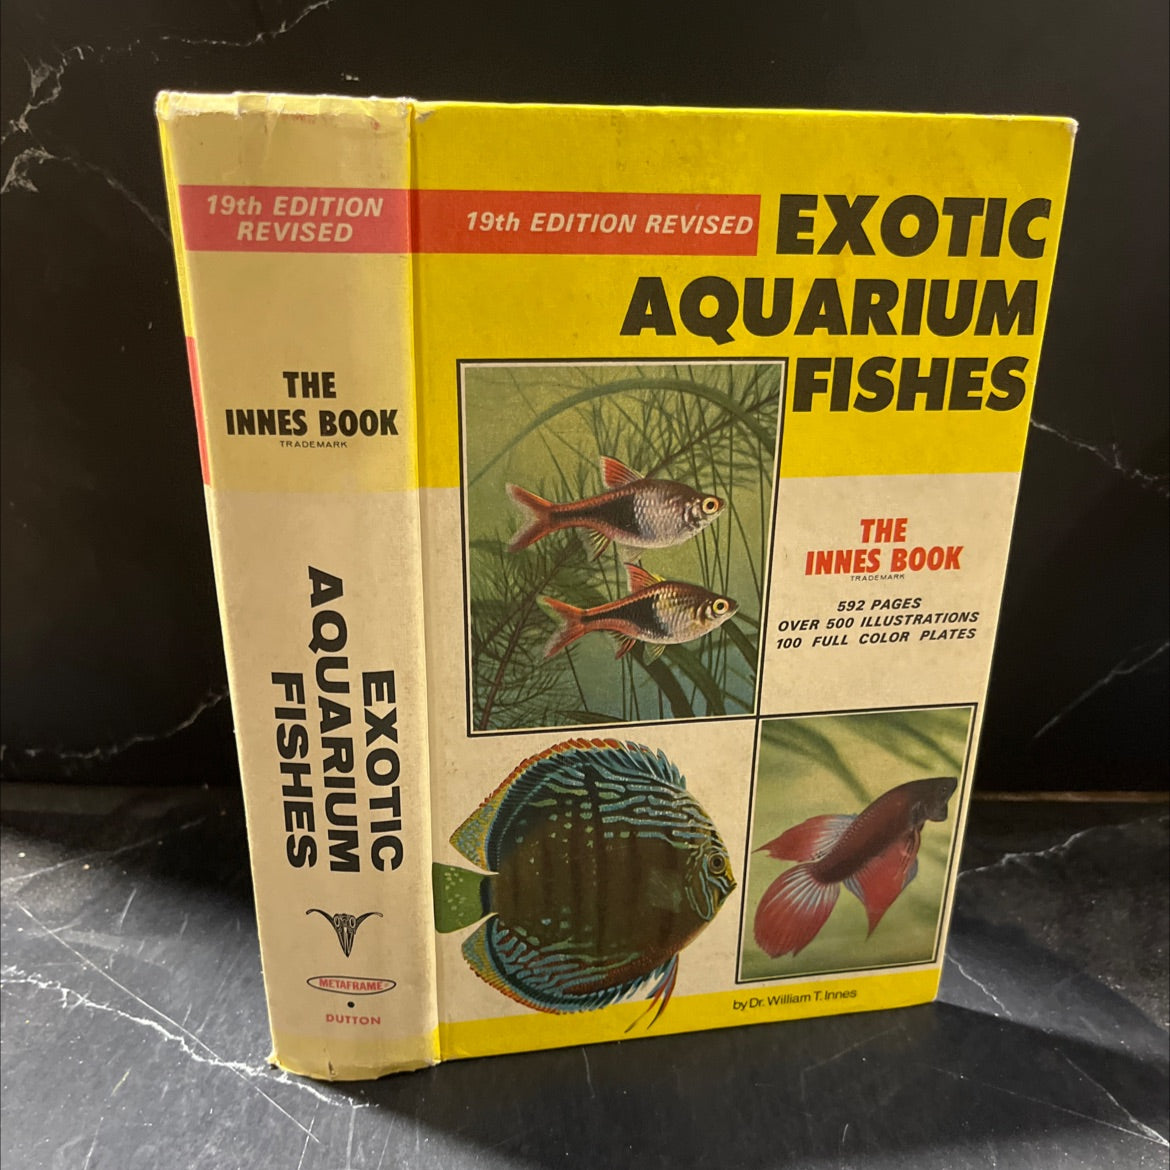 19th EDITION
REVISED
THE
INNES BOOK
TRADEMARK
EXOTIC
AQUARIUM
FISHES
METAFRAME®
DUTTON
19th EDITION REVISED
EXOTIC
AQUARIUM
FISHES
THE
INNES BOOK
TRADEMARK
592 PAGES
OVER 500 ILLUSTRATIONS
100 FULL COLOR PLATES
by Dr. William T. Innes